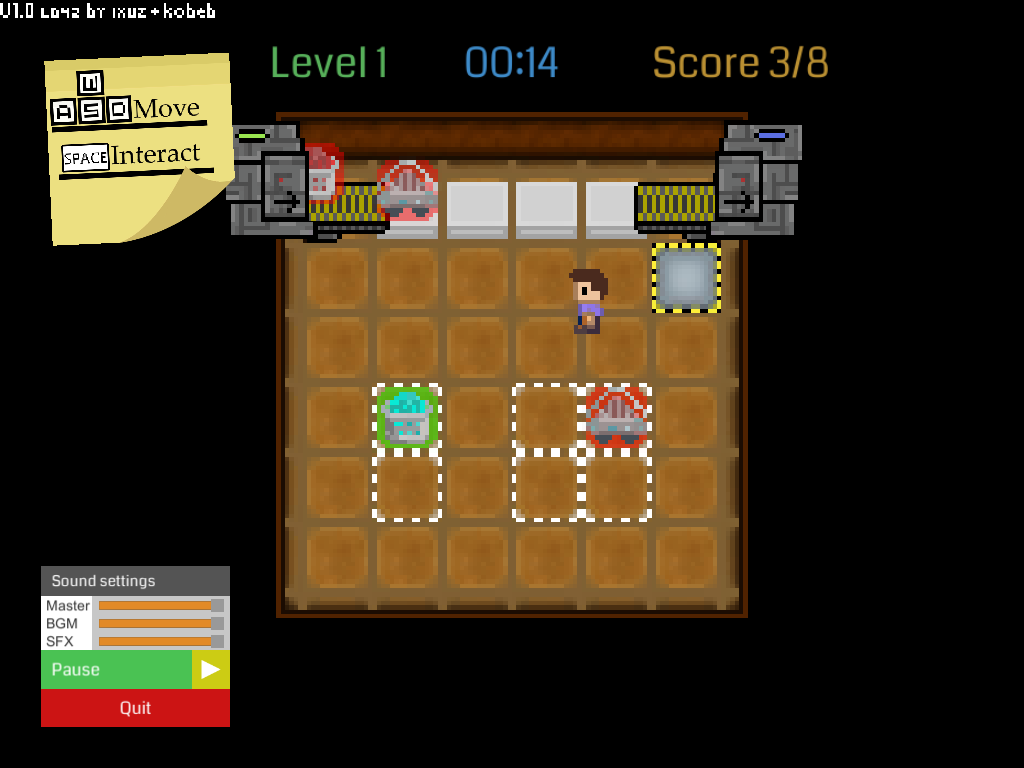 V1.0 LD42 BY IXUZ + KOBEB
Level 1
00:14
Score 3/8
W
A S D Move
SPACE Interact
Sound settings
Master
BGM
SFX
Pause
Quit